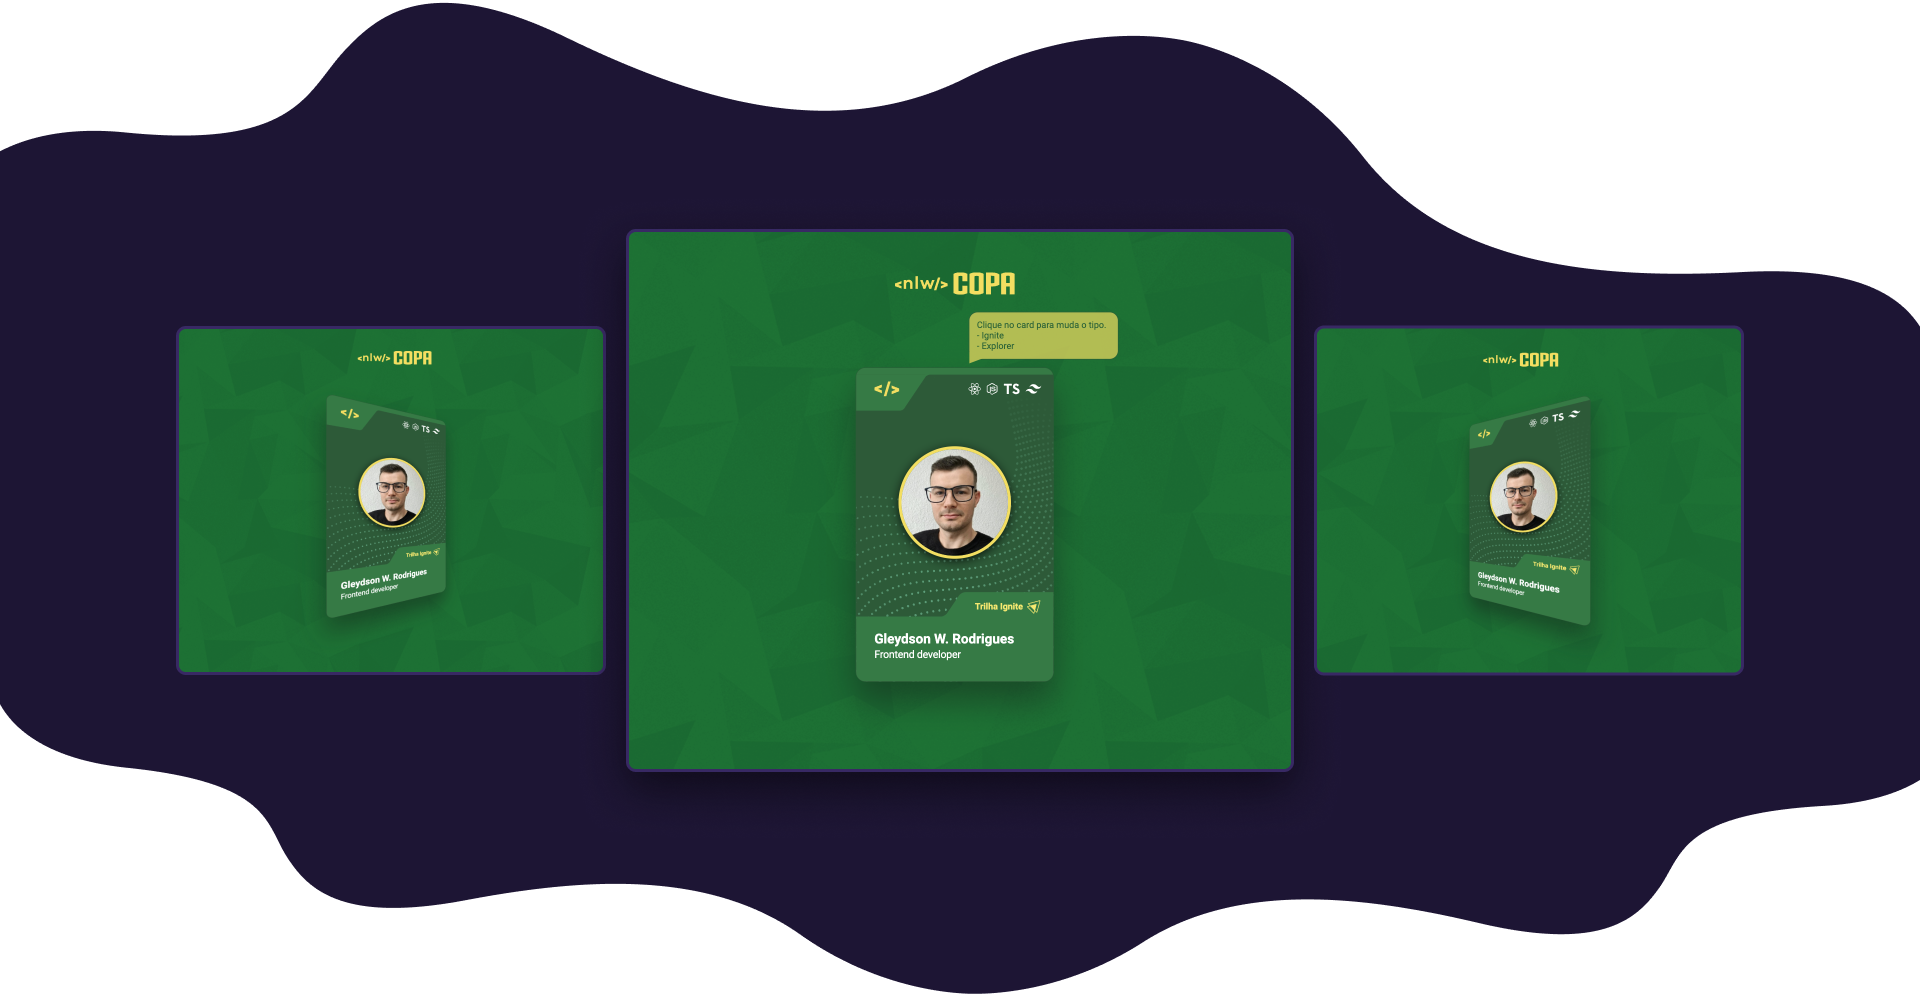 <nlw/> COPA
</>
TS
Trilha Ignite
Gleydson W. Rodrigues
Frontend developer
<nlw/> COPA
Clique no card para muda o tipo.
- Ignite
- Explorer
</>
JS
TS
Trilha Ignite
Gleydson W. Rodrigues
Frontend developer
<nlw/> COPA
</>
TS
Trilha Ignite
Gleydson W. Rodrigues
Frontend developer